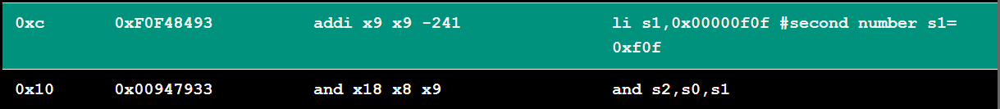 0xc 0xF0F48493 addi x9 x9 -241 li s1,0x00000f0f #second number s1=
0xf0f
0x10 0x00947933 and x18 x8 x9 and s2,s0,s1